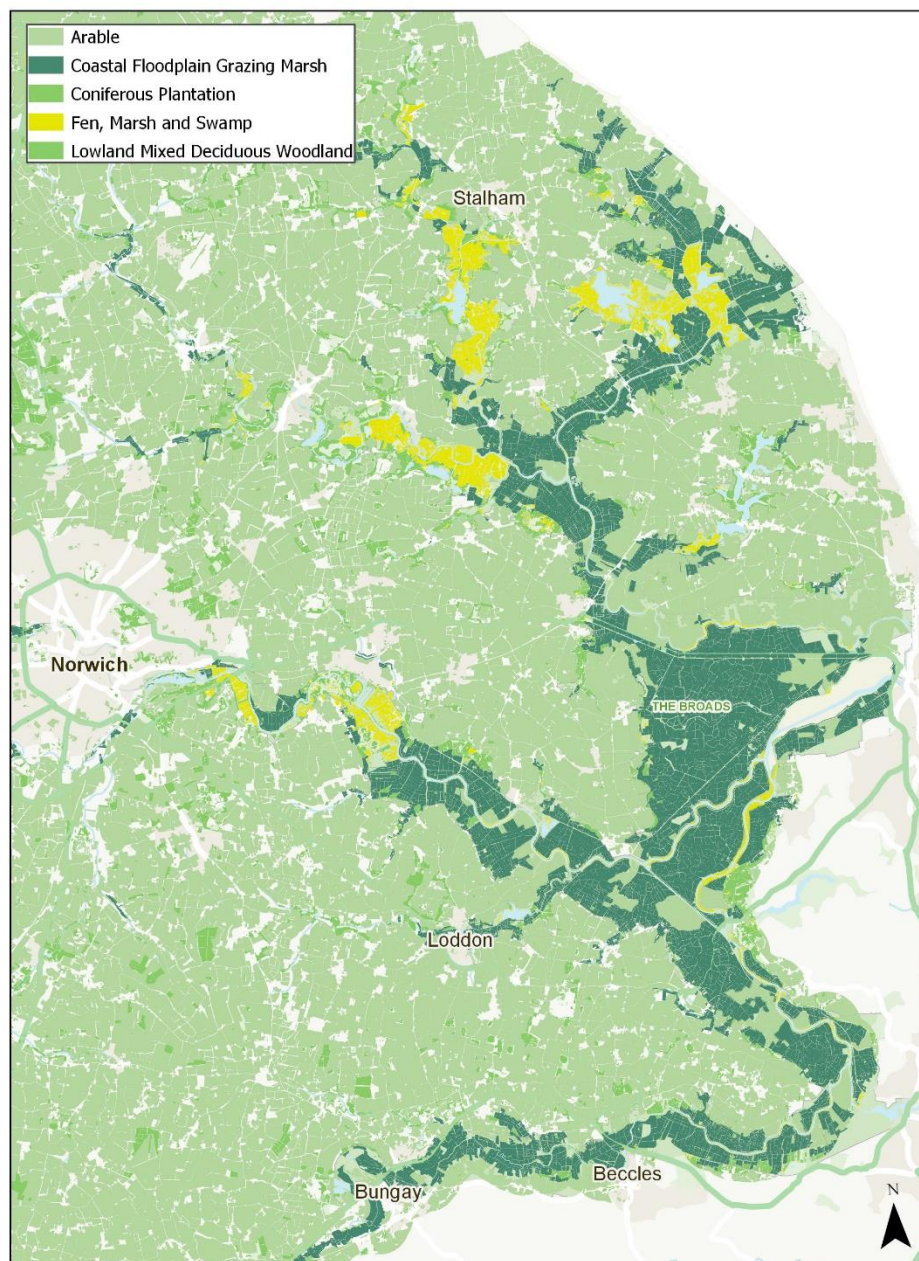 Arable
Coastal Floodplain Grazing Marsh
Coniferous Plantation
Fen, Marsh and Swamp
Lowland Mixed Deciduous Woodland
Stalham
Norwich
THE BROADS
Loddon
Beccles
Bungay
N